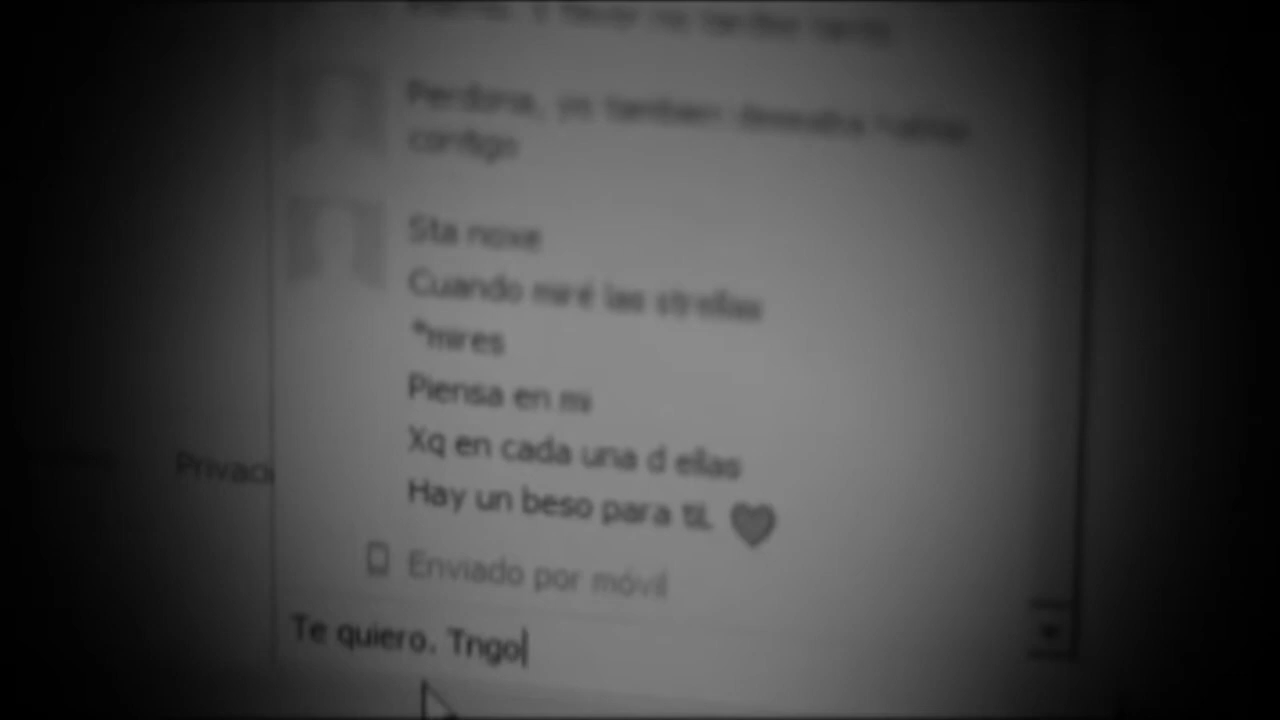 Perdona, yo tambien deseaba hablar
contigo
Sta noxe
Cuando miré las strellas
*mires
Piensa en mi
Xq en cada una d ellas
Hay un beso para ti.
Enviado por móvil
Privaci
Te quiero. Tngo